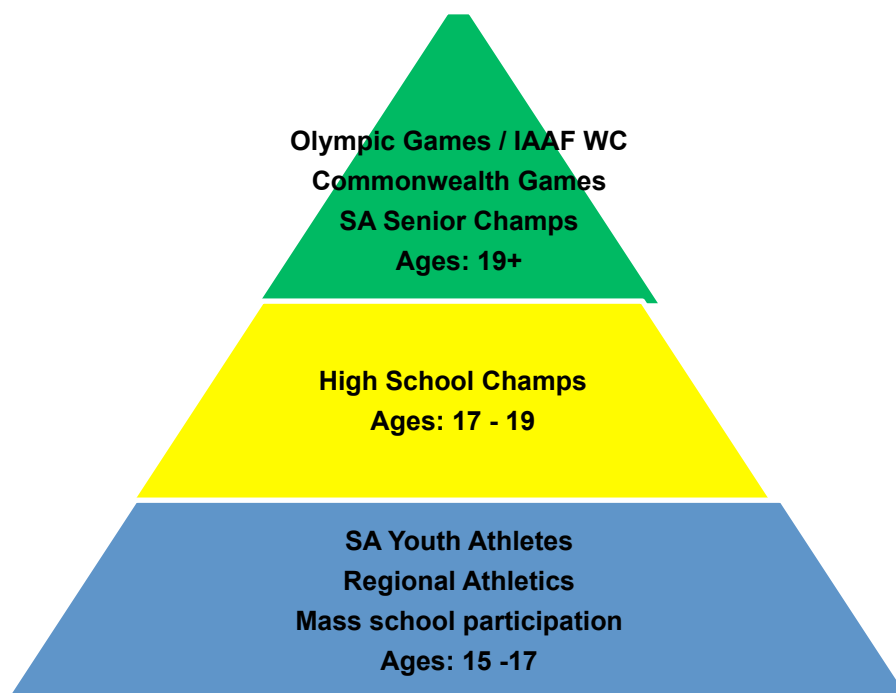 Olympic Games / IAAF WC
Commonwealth Games
SA Senior Champs
Ages: 19+
High School Champs
Ages: 17 - 19
SA Youth Athletes
Regional Athletics
Mass school participation
Ages: 15 -17